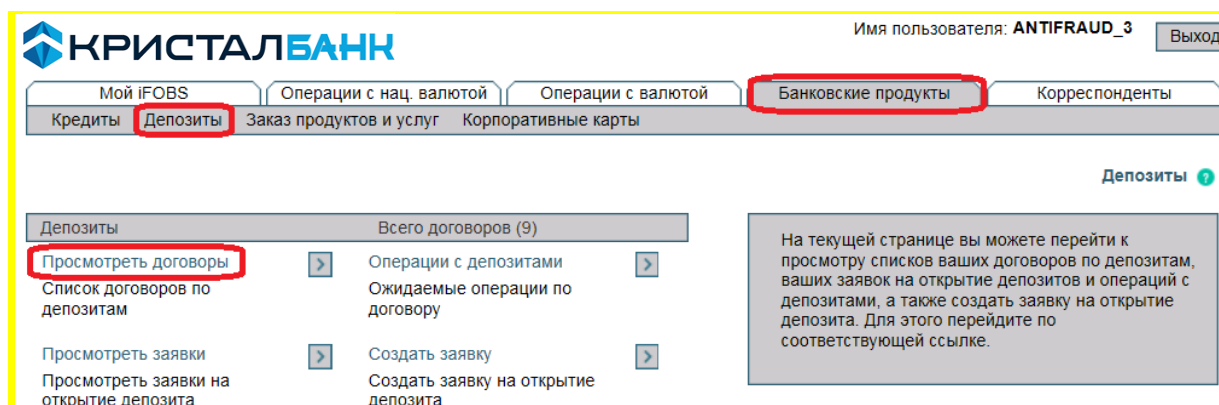 КРИСТАЛБАНК
Имя пользователя: ANTIFRAUD_3
Выход
Мой iFOBS
Операции с нац. валютой
Операции с валютой
Банковские продукты
Корреспонденты
Кредиты
Депозиты
Заказ продуктов и услуг
Корпоративные карты
Депозиты ?
Депозиты
Всего договоров (9)
Просмотреть договоры
Список договоров по
депозитам
Операции с депозитами
Ожидаемые операции по
договору
Просмотреть заявки
Просмотреть заявки на
открытие депозита
Создать заявку
Создать заявку на открытие
депозита
На текущей странице вы можете перейти к
просмотру списков ваших договоров по депозитам,
ваших заявок на открытие депозитов и операций с
депозитами, а также создать заявку на открытие
депозита. Для этого перейдите по
соответствующей ссылке.